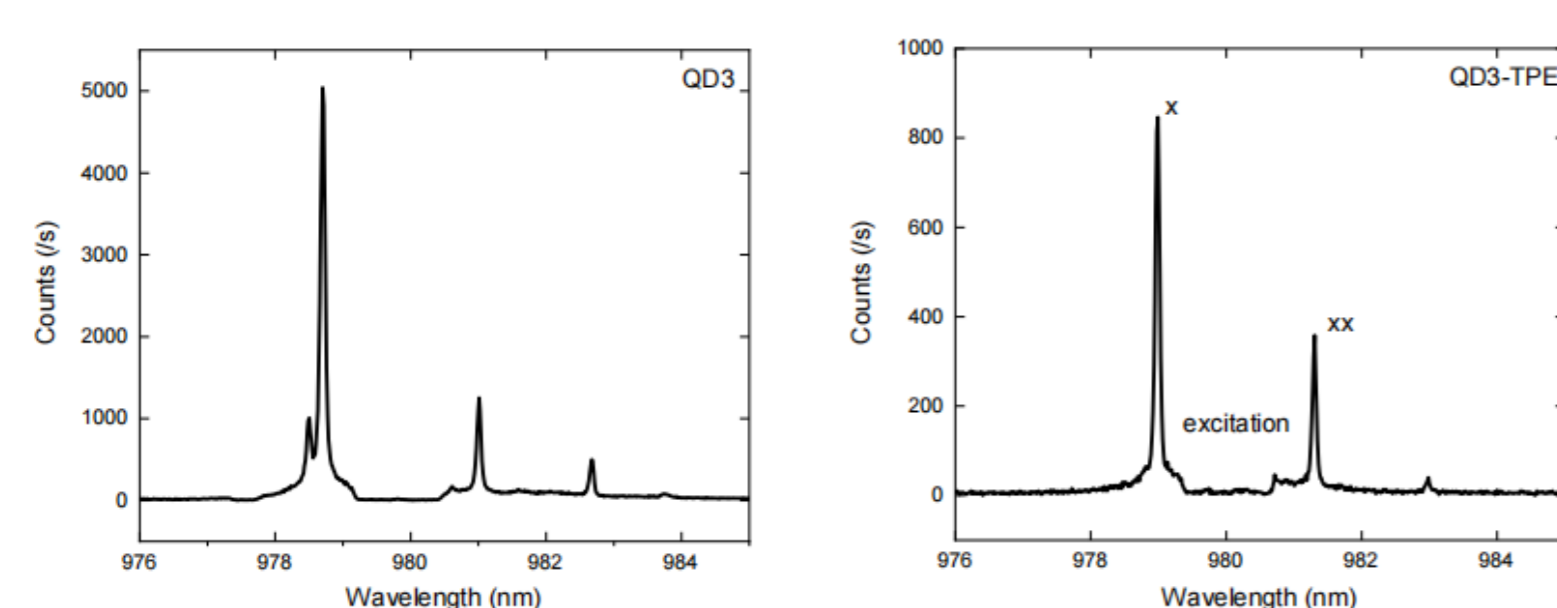 QD3
5000
4000
3000
2000
1000
0
Counts (/s)
976
978
980
982
984
Wavelength (nm)
QD3-TPE
1000
800
600
400
200
0
Counts (/s)
x
xx
excitation
976
978
980
982
984
Wavelength (nm)